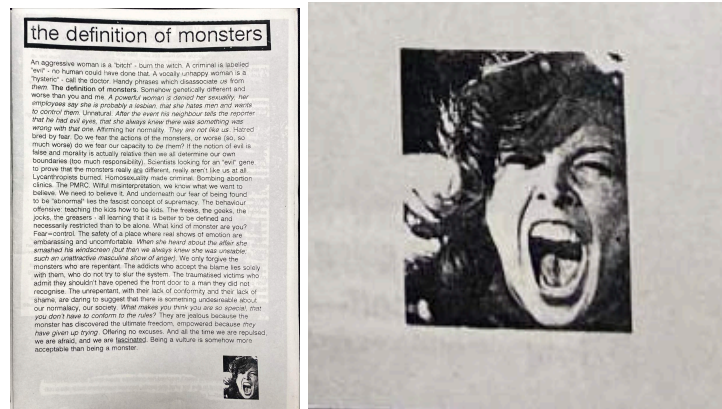 the definition of monsters
An aggressive woman is a "bitch" - burn the witch. A criminal is labelled
"evil" - no human could have done that. A vocally unhappy woman is a
"hysteric" - call the doctor. Handy phrases which disassociate us from
them. The definition of monsters. Somehow genetically different and
worse than you and me. A powerful woman is denied her sexuality, her
employees say she is probably a lesbian, that she hates men and wants
to control them. Unnatural. After the event his neighbour tells the reporter
that he had evil eyes, that she always knew there was something was
wrong with that one. Affirming her normality. They are not like us. Hatred
bred by fear. Do we fear the actions of the monsters, or worse (so, so
much worse) do we fear our capacity to be them? If the notion of evil is
false and morality is actually relative then we all determine our own
boundaries (too much responsibility). Scientists looking for an "evil" gene
to prove that the monsters really are different, really aren't like us at all.
Lycanthropists burned. Homosexuality made criminal. Bombing abortion
clinics. The PMRC. Wilful misinterpretation, we know what we want to
believe. We need to believe it. And underneath our fear of being found
to be "abnormal" lies the fascist concept of supremacy. The behaviour
offensive: teaching the kids how to be kids. The freaks, the geeks, the
jocks, the greasers - all learning that it is better to be defined and
necessarily restricted than to be alone. What kind of monster are you?
Fear=control. The safety of a place where real shows of emotion are
embarassing and uncomfortable. When she heard about the affair she
smashed his windscreen (but then we always knew she was unstable;
such an unattractive masculine show of anger). We only forgive the
monsters who are repentant. The addicts who accept the blame lies solely
with them, who do not try to slur the system. The traumatised victims who
admit they shouldn't have opened the front door to a man they did not
recognise. The unrepentant, with their lack of conformity and their lack of
shame, are daring to suggest that there is something undesireable about
our normalacy, our society. What makes you think you are so special, that
you don't have to conform to the rules? They are jealous because the
monster has discovered the ultimate freedom, empowered because they
have given up trying. Offering no excuses. And all the time we are repulsed,
we are afraid, and we are fascinated. Being a vulture is somehow more
acceptable than being a monster.